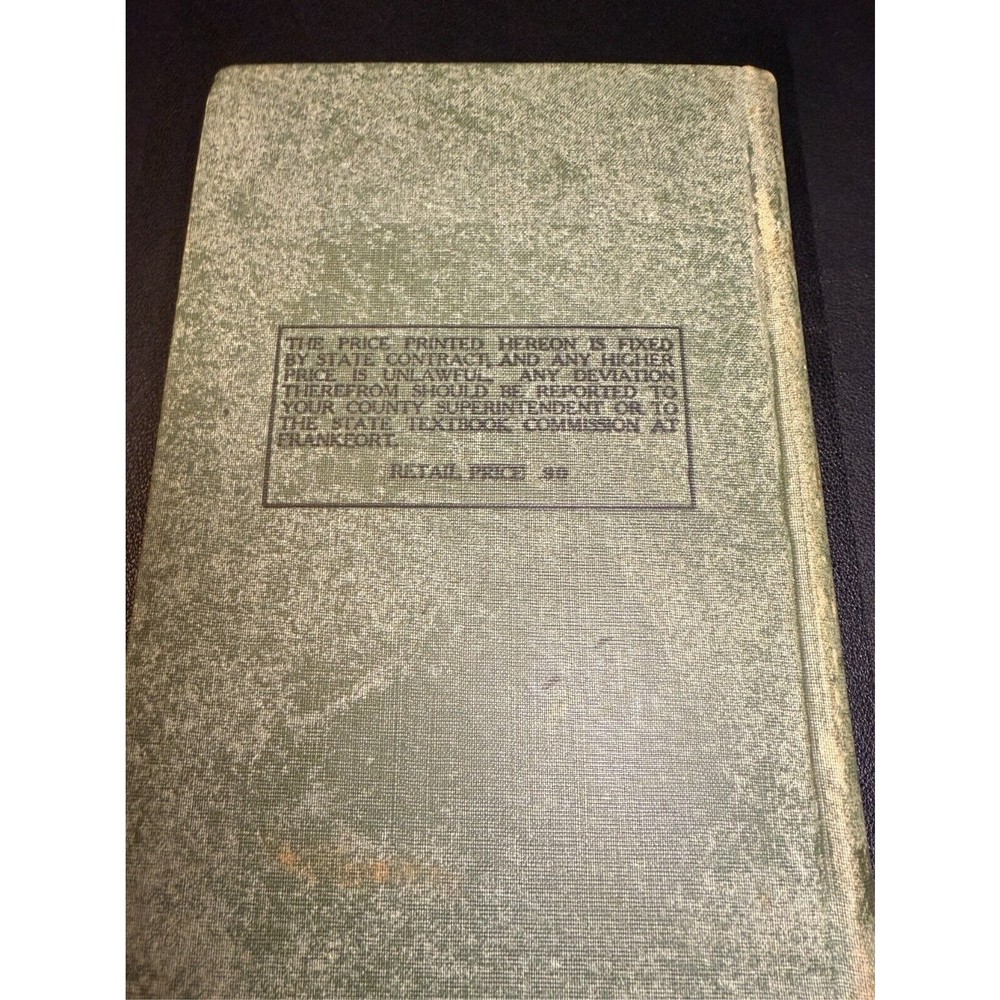 THE PRICE PRINTED HEREON IS FIXED
BY STATE CONTRACT, AND ANY HIGHER
PRICE IS UNLAWFUL. ANY DEVIATION
THEREFROM SHOULD BE REPORTED TO
YOUR COUNTY SUPERINTENDENT OR TO
THE STATE TEXTBOOK COMMISSION AT
FRANKFORT.
RETAIL PRICE